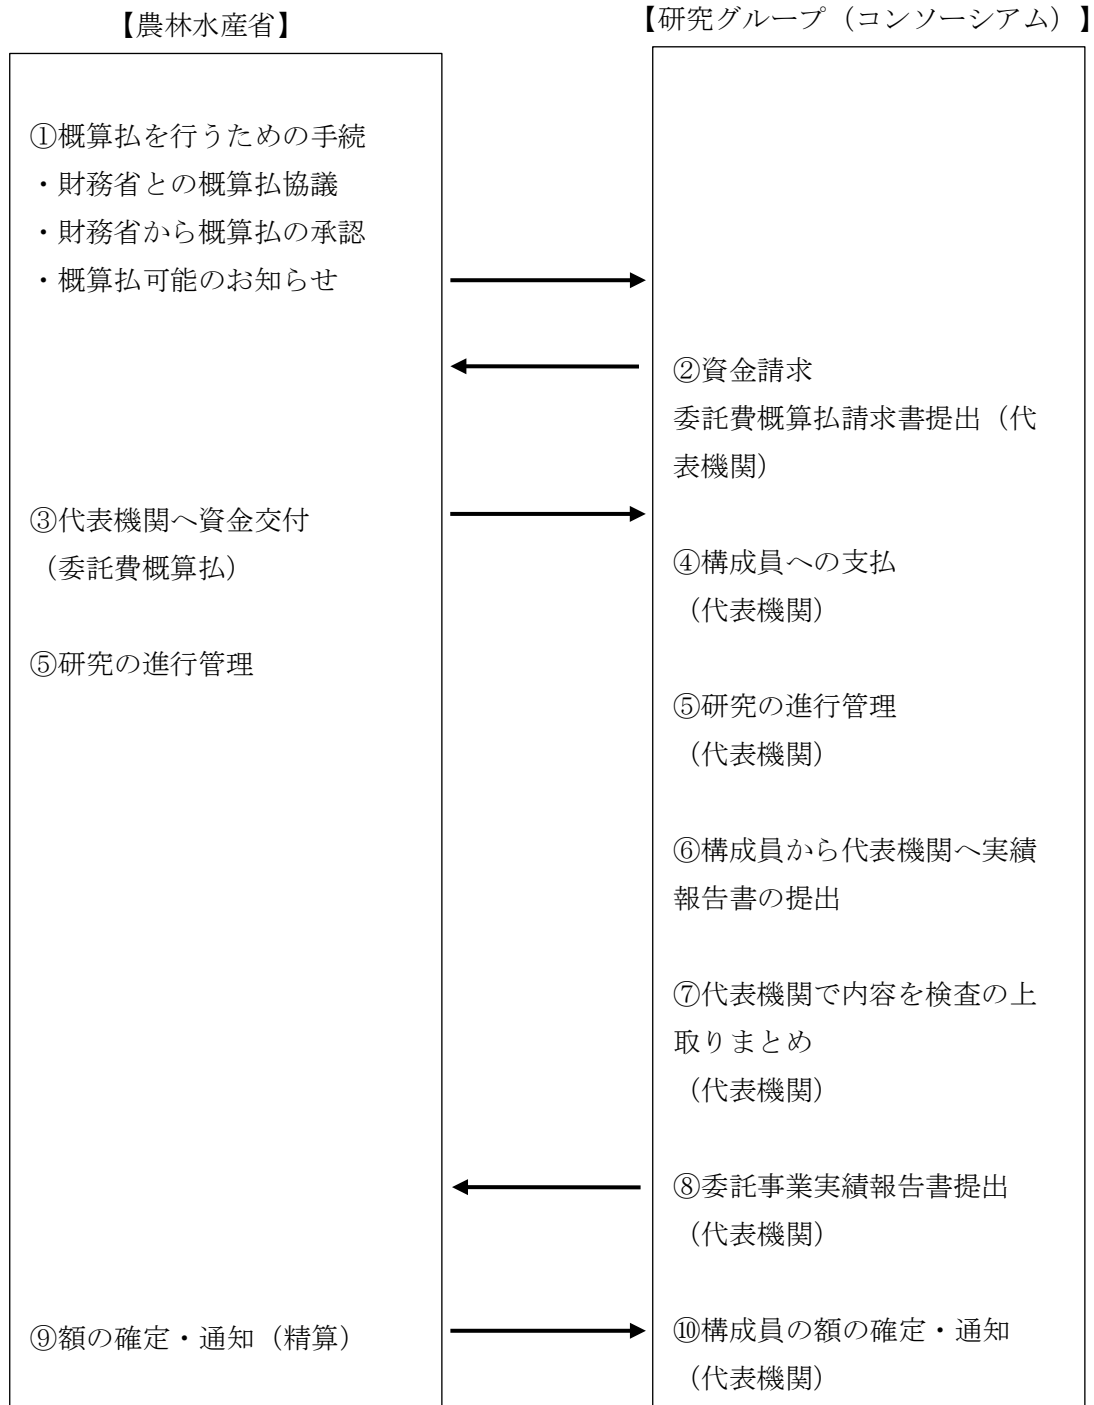 【農林水産省】
【研究グループ（コンソーシアム）】
①概算払を行うための手続
・財務省との概算払協議
・財務省から概算払の承認
・概算払可能のお知らせ
②資金請求
委託費概算払請求書提出（代
表機関）
③代表機関へ資金交付
（委託費概算払）
④構成員への支払
（代表機関）
⑤研究の進行管理
⑤研究の進行管理
（代表機関）
⑥構成員から代表機関へ実績
報告書の提出
⑦代表機関で内容を検査の上
取りまとめ
（代表機関）
⑧委託事業実績報告書提出
（代表機関）
⑨額の確定・通知（精算）
⑩構成員の額の確定・通知
（代表機関）